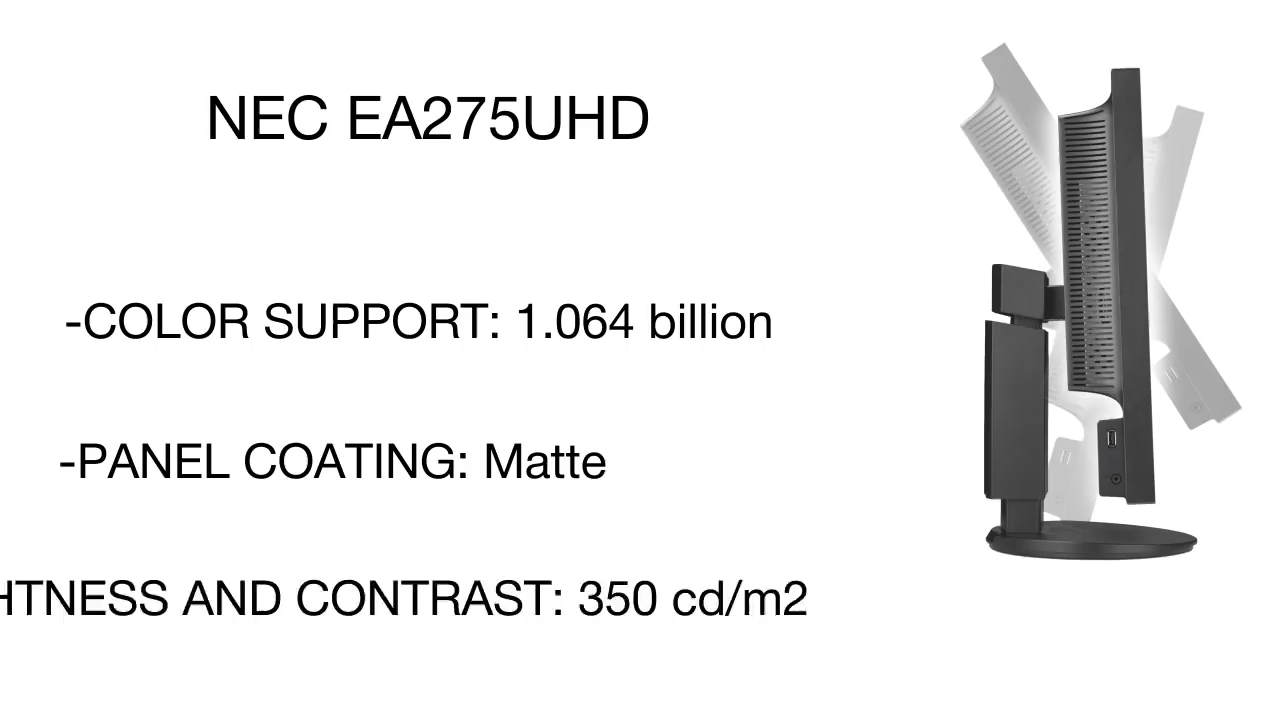 NEC EA275UHD
-COLOR SUPPORT: 1.064 billion
-PANEL COATING: Matte
HTNESS AND CONTRAST: 350 cd/m2